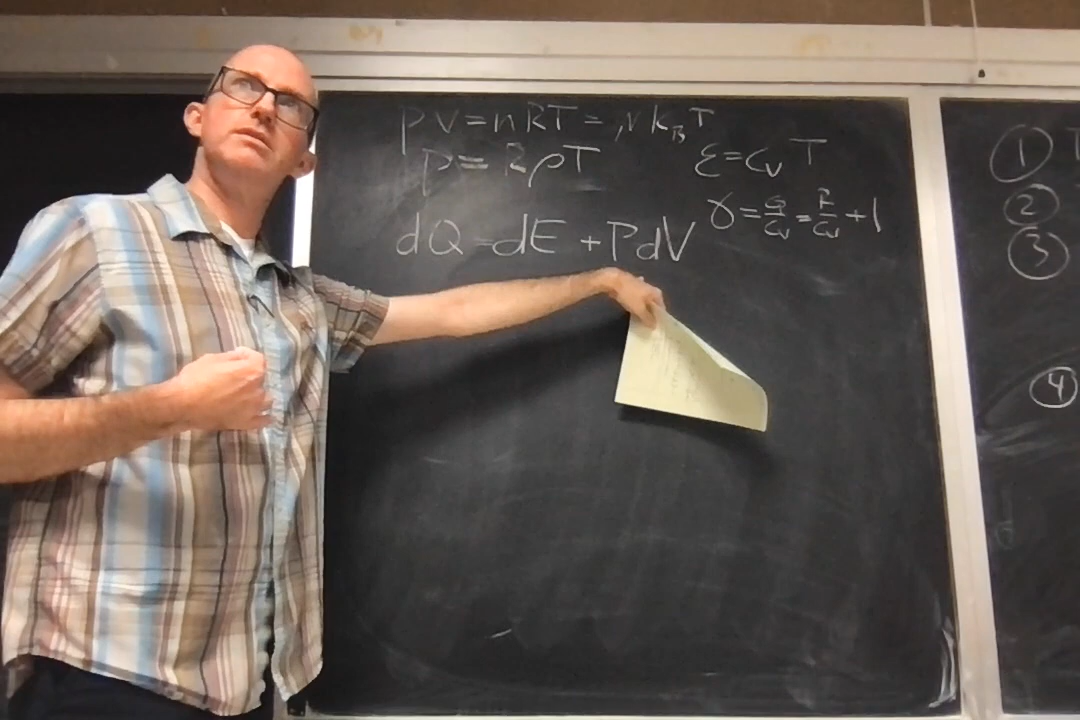 pV=nRT=Nk_BT
p=RρT
ε=c_vT
γ=c_p/c_v=R/c_v+1
dQ=dE+PdV
①
②
③
④